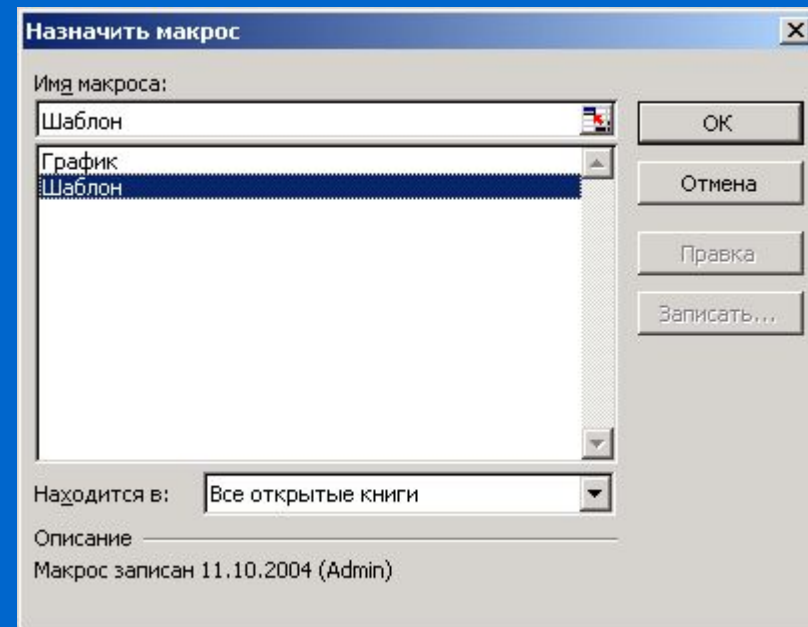 Назначить макрос
Имя макроса:
Шаблон
График
Шаблон
ОК
Отмена
Правка
Записать...
Находится в: Все открытые книги
Описание
Макрос записан 11.10.2004 (Admin)